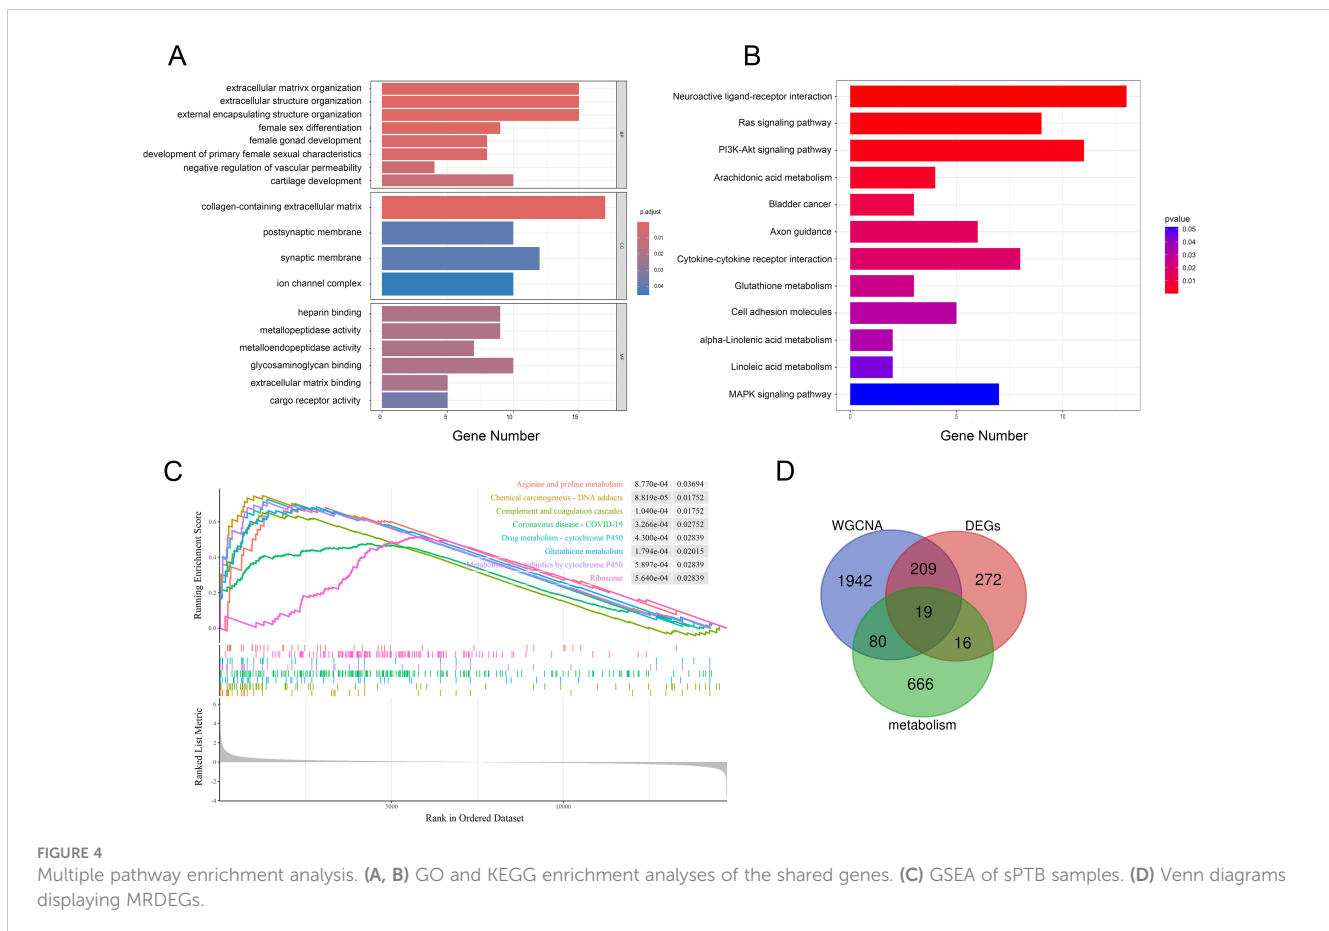 A
extracellular matrivx organization
extracellular structure organization
external encapsulating structure organization
female sex differentiation
female gonad development
development of primary female sexual characteristics
negative regulation of vascular permeability
cartilage development
BP
collagen-containing extracellular matrix
postsynaptic membrane
synaptic membrane
ion channel complex
CC
heparin binding
metallopeptidase activity
metalloendopeptidase activity
glycosaminoglycan binding
extracellular matrix binding
cargo receptor activity
MF
0 5 10 15
Gene Number
p.adjust
0.01
0.02
0.03
0.04
B
Neuroactive ligand-receptor interaction
Ras signaling pathway
PI3K-Akt signaling pathway
Arachidonic acid metabolism
Bladder cancer
Axon guidance
Cytokine-cytokine receptor interaction
Glutathione metabolism
Cell adhesion molecules
alpha-Linolenic acid metabolism
Linoleic acid metabolism
MAPK signaling pathway
0 5 10
Gene Number
pvalue
0.05
0.04
0.03
0.02
0.01
C
Running Enrichment Score
0.6
0.4
0.2
0.0
Arginine and proline metabolism 8.770e-04 0.03694
Chemical carcinogenesis - DNA adducts 8.819e-05 0.01752
Complement and coagulation cascades 1.040e-04 0.01752
Coronavirus disease - COVID-19 3.266e-04 0.02752
Drug metabolism - cytochrome P450 4.300e-04 0.02839
Glutathione metabolism 1.794e-04 0.02015
by cytochrome P450 5.897e-04 0.02839
Ribosome 5.640e-04 0.02839
Ranked List Metric
6
4
2
0
-2
-4
5000 10000
Rank in Ordered Dataset
D
WGCNA DEGs
1942 209 272
19
80 16
666
metabolism
FIGURE 4
Multiple pathway enrichment analysis. (A, B) GO and KEGG enrichment analyses of the shared genes. (C) GSEA of sPTB samples. (D) Venn diagrams
displaying MRDEGs.